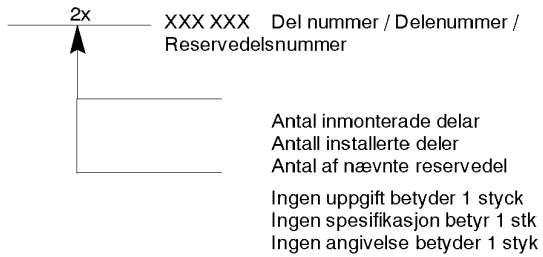 2x
XXX XXX Del nummer / Delenummer /
Reservedelsnummer
Antal inmonterade delar
Antall installerte deler
Antal af nævnte reservedel
Ingen uppgift betyder 1 styck
Ingen spesifikasjon betyr 1 stk
Ingen angivelse betyder 1 styk